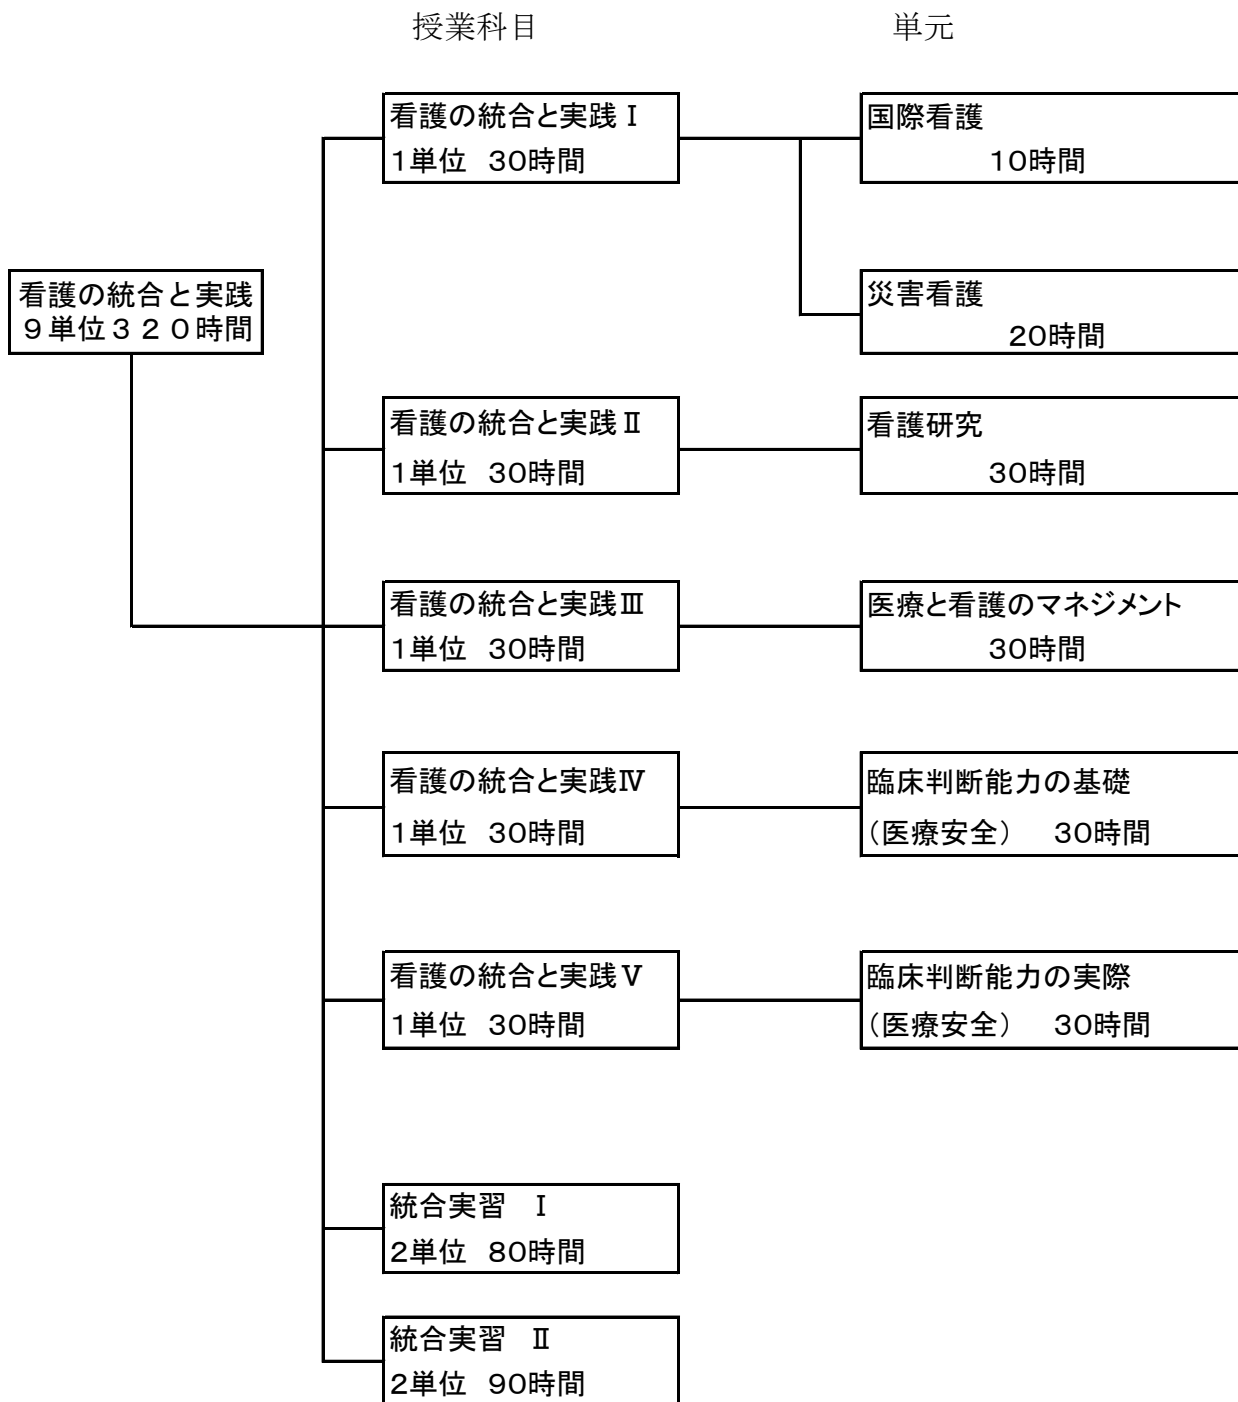 授業科目
単元
看護の統合と実践
9単位320時間
看護の統合と実践Ⅰ
1単位 30時間
国際看護
10時間
災害看護
20時間
看護の統合と実践Ⅱ
1単位 30時間
看護研究
30時間
看護の統合と実践Ⅲ
1単位 30時間
医療と看護のマネジメント
30時間
看護の統合と実践Ⅳ
1単位 30時間
臨床判断能力の基礎
(医療安全) 30時間
看護の統合と実践Ⅴ
1単位 30時間
臨床判断能力の実際
(医療安全) 30時間
統合実習 Ⅰ
2単位 80時間
統合実習 Ⅱ
2単位 90時間